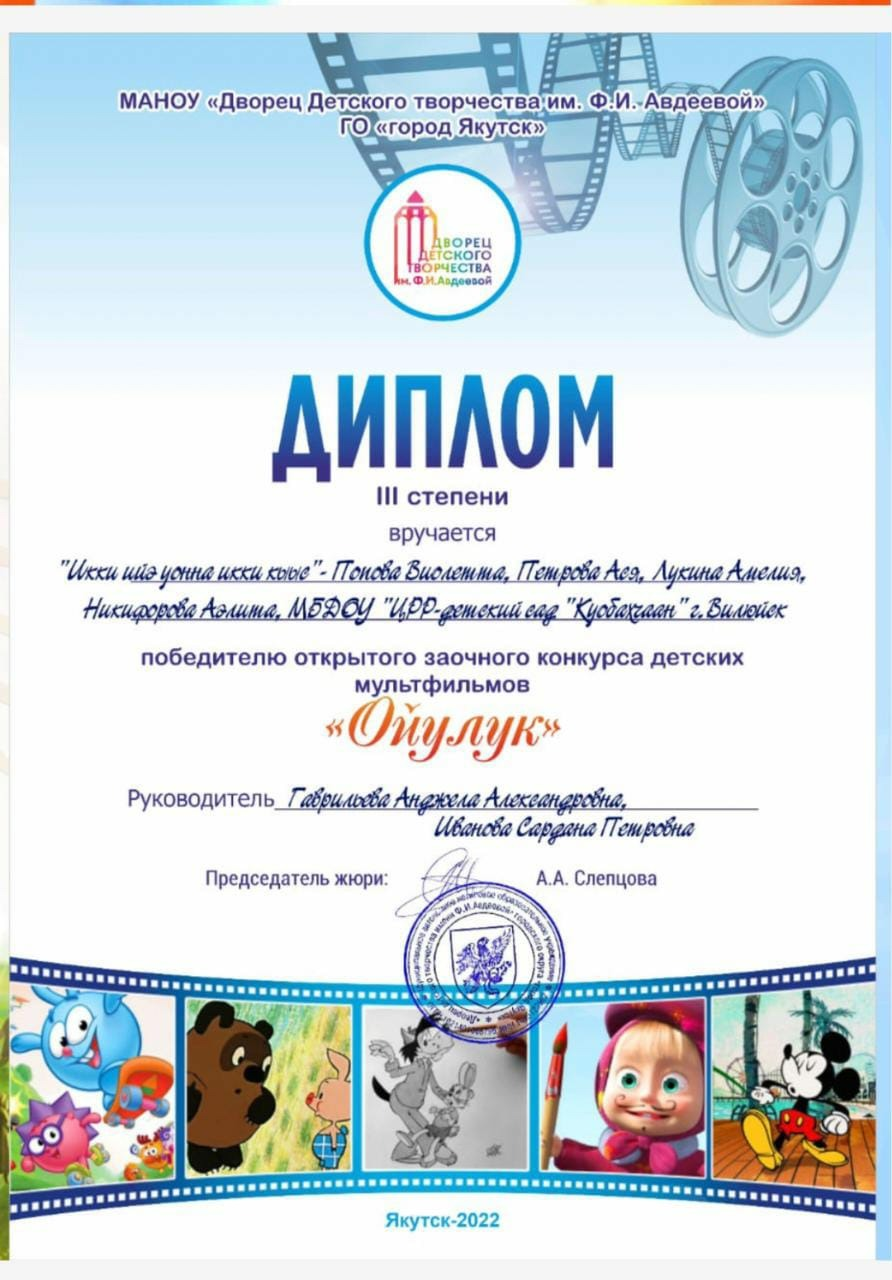 МАНОУ «Дворец Детского творчества им. Ф.И. Авдеевой»
ГО «город Якутск»
ДВОРЕЦ
ДЕТСКОГО
ТВОРЧЕСТВА
им. Ф.И.Авдеевой
ДИПЛОМ
III степени
вручается
"Икки ийэ уонна икки кыыс"- Попова Виолетта, Петрова Ася, Лукина Амелия,
Никифорова Аэлита, МБДОУ "ЦРР-детский сад "Кубаҕаан" г. Вилюйск
победителю открытого заочного конкурса детских
мультфильмов
«Ойулук»
Руководитель Гаврильева Анджела Александровна,
Иванова Сардана Петровна
Председатель жюри: А.А. Слепцова
Якутск-2022